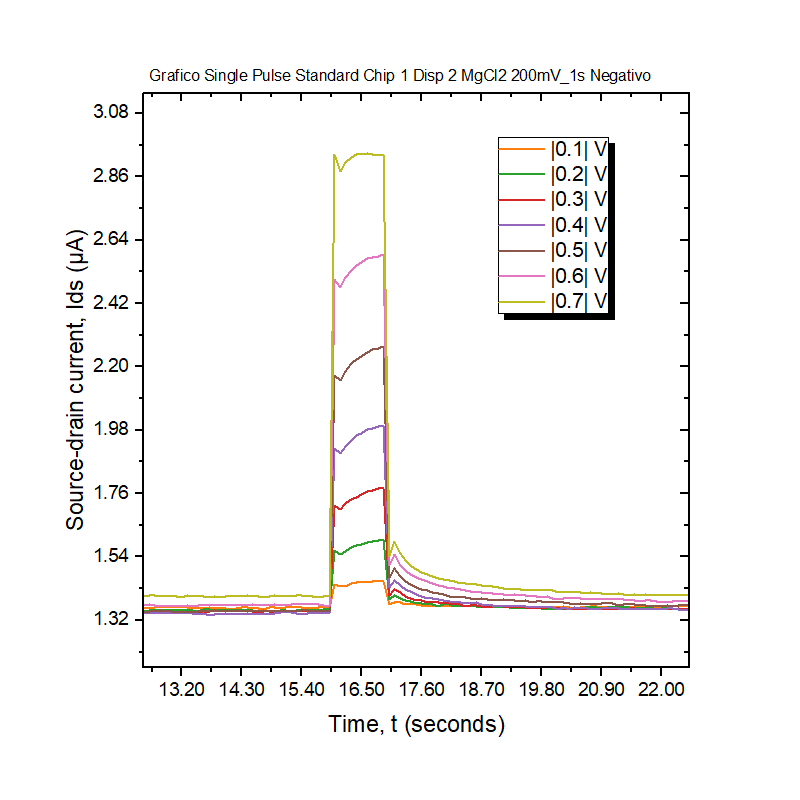 Grafico Single Pulse Standard Chip 1 Disp 2 MgCl2 200mV_1s Negativo
3.08
2.86
2.64
2.42
2.20
1.98
1.76
1.54
1.32
Source-drain current, Ids (µA)
|0.1| V
|0.2| V
|0.3| V
|0.4| V
|0.5| V
|0.6| V
|0.7| V
13.20 14.30 15.40 16.50 17.60 18.70 19.80 20.90 22.00
Time, t (seconds)